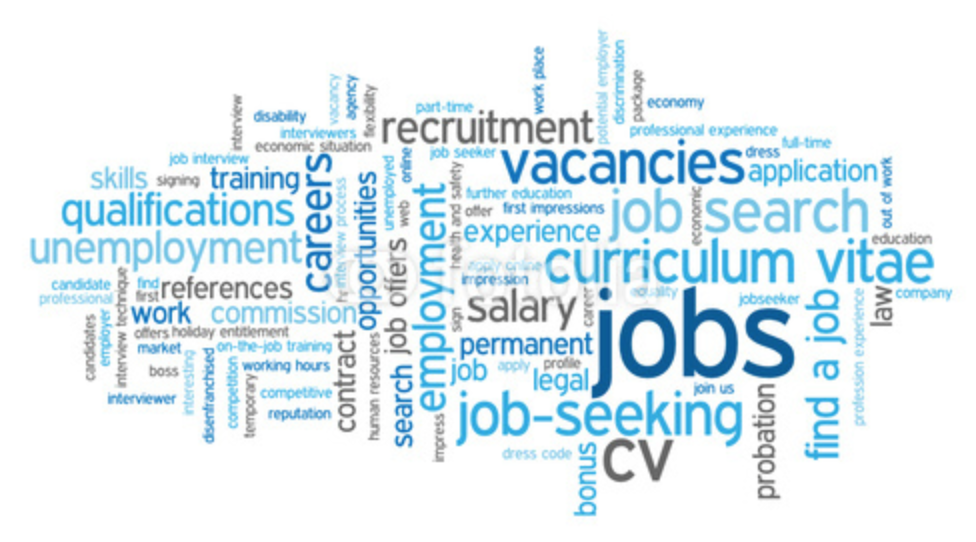 work place
potential employer
discrimination
package
economy
vacancy
agency
flexibility
part-time
interview
disability
interviewers
recruitment
professional experience
economic situation
full-time
job interview
online
unemployed
job seeker
vacancies
dress
application
out of work
skills
signing
training
careers
interview process
opportunities
web
employment
health and safety
further education
offer
first impressions
job search
economic
qualifications
experience
education
unemployment
apply online
curriculum vitae
impression
candidate
professional
interview technique
find
first
references
hr
job offers
sign
salary
career
equality
jobs
jobseeker
find a job
profession experience
law
company
candidates
employer
work
commission
offers
holiday entitlement
contract
human resources
search
permanent
market
on-the-job training
boss
interesting
disenfranchised
competition
temporary
working hours
job
apply
profile
legal
join us
interviewer
competitive
reputation
impress
job-seeking
probation
dress code
bonus
cv